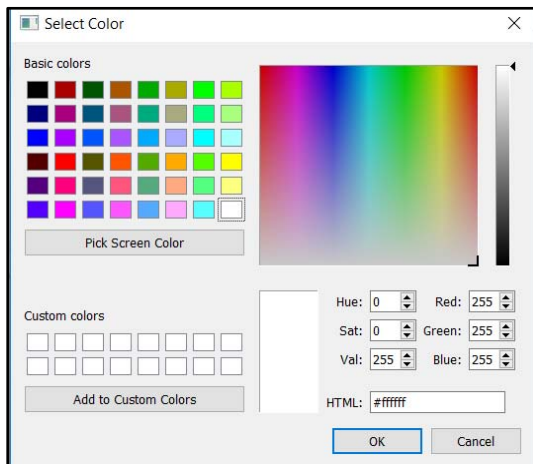 Select Color
Basic colors
Pick Screen Color
Custom colors
Add to Custom Colors
Hue: 0 Red: 255
Sat: 0 Green: 255
Val: 255 Blue: 255
HTML: #ffffff
OK Cancel